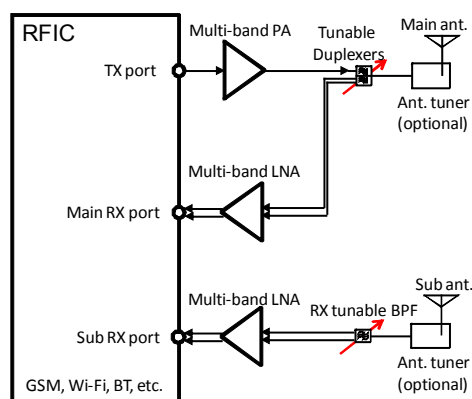 RFIC
Multi-band PA
Tunable
Duplexers
Main ant.
TX port
Ant. tuner
(optional)
Multi-band LNA
Main RX port
Multi-band LNA
Sub ant.
RX tunable BPF
Sub RX port
Ant. tuner
(optional)
GSM, Wi-Fi, BT, etc.